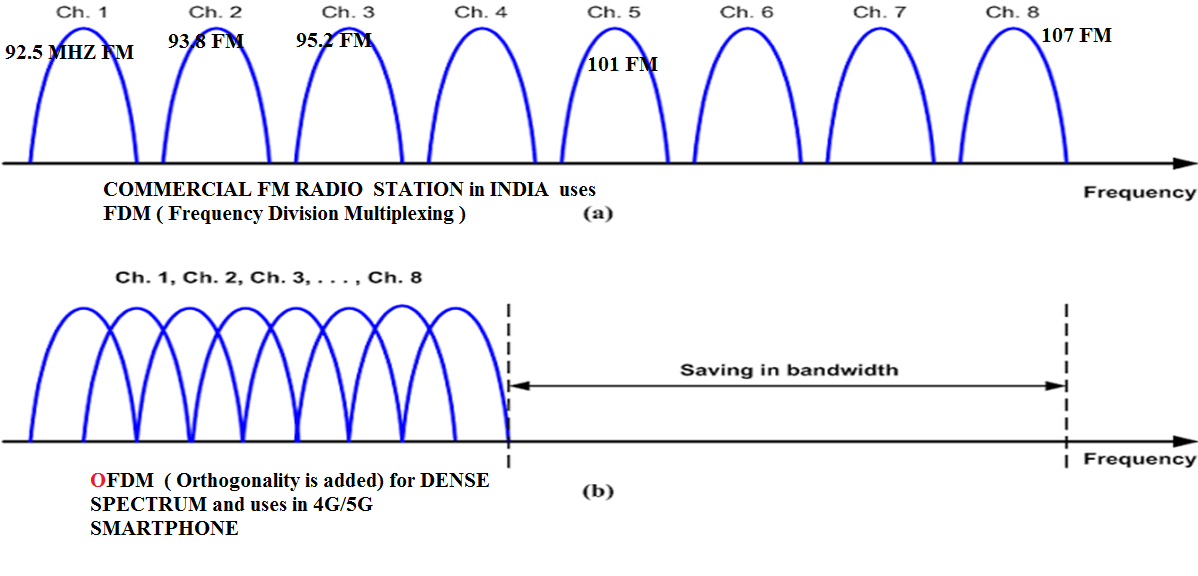 Ch. 1 Ch. 2 Ch. 3 Ch. 4 Ch. 5 Ch. 6 Ch. 7 Ch. 8
92.5 MHZ FM 93.8 FM 95.2 FM 101 FM 107 FM
Frequency
COMMERCIAL FM RADIO STATION in INDIA uses
FDM ( Frequency Division Multiplexing )
(a)
Ch. 1, Ch. 2, Ch. 3, . . . , Ch. 8
Saving in bandwidth
Frequency
OFDM ( Orthogonality is added) for DENSE
SPECTRUM and uses in 4G/5G
SMARTPHONE
(b)